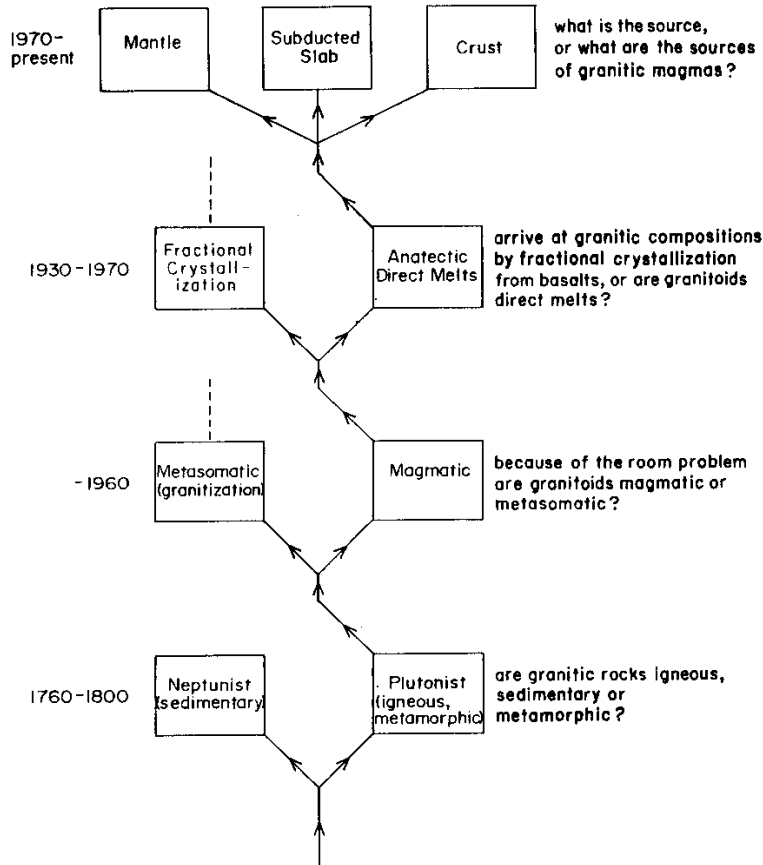 1970-
present
Mantle
Subducted
Slab
Crust
what is the source,
or what are the sources
of granitic magmas?
1930-1970
Fractional
Crystall-
ization
Anatectic
Direct Melts
arrive at granitic compositions
by fractional crystallization
from basalts, or are granitoids
direct melts?
-1960
Metasomatic
(granitization)
Magmatic
because of the room problem
are granitoids magmatic or
metasomatic?
1760-1800
Neptunist
(sedimentary)
Plutonist
(igneous,
metamorphic)
are granitic rocks igneous,
sedimentary or
metamorphic?